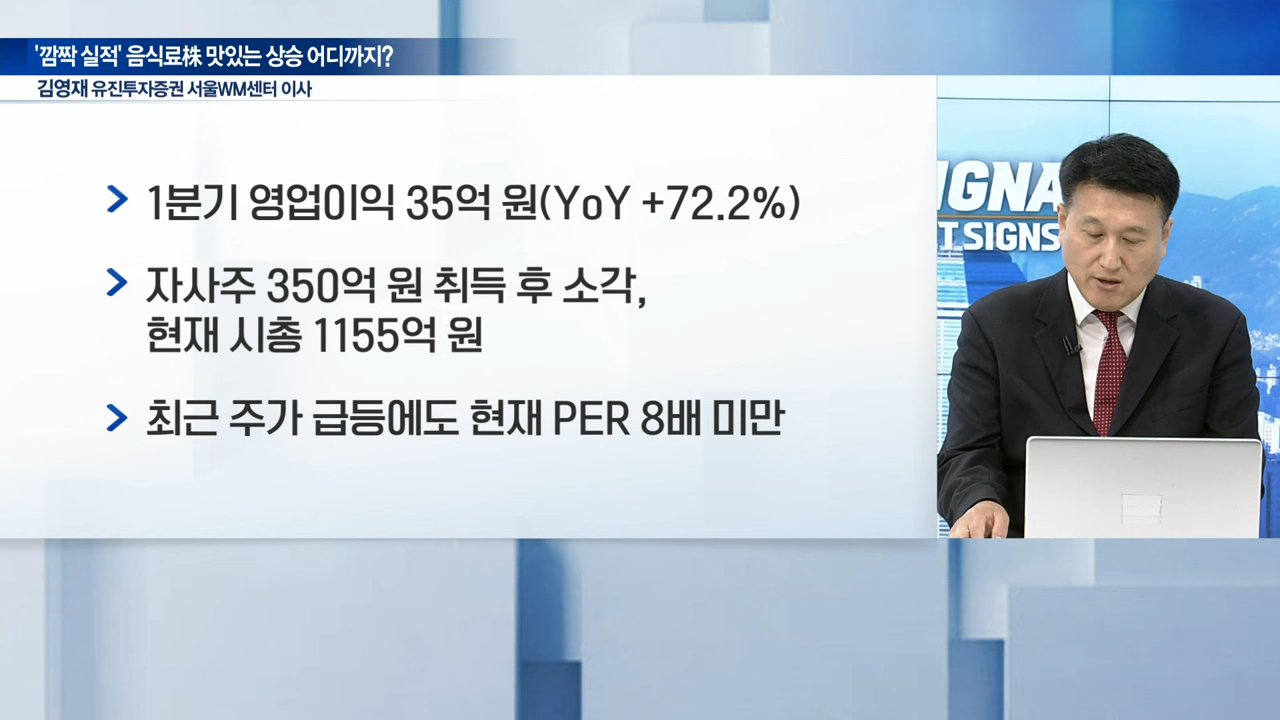 '깜짝 실적' 음식료株 맛있는 상승 어디까지?
김영재 유진투자증권 서울WM센터 이사
1분기 영업이익 35억 원(YoY +72.2%)
자사주 350억 원 취득 후 소각,
현재 시총 1155억 원
최근 주가 급등에도 현재 PER 8배 미만
IGNA
T SIGNS